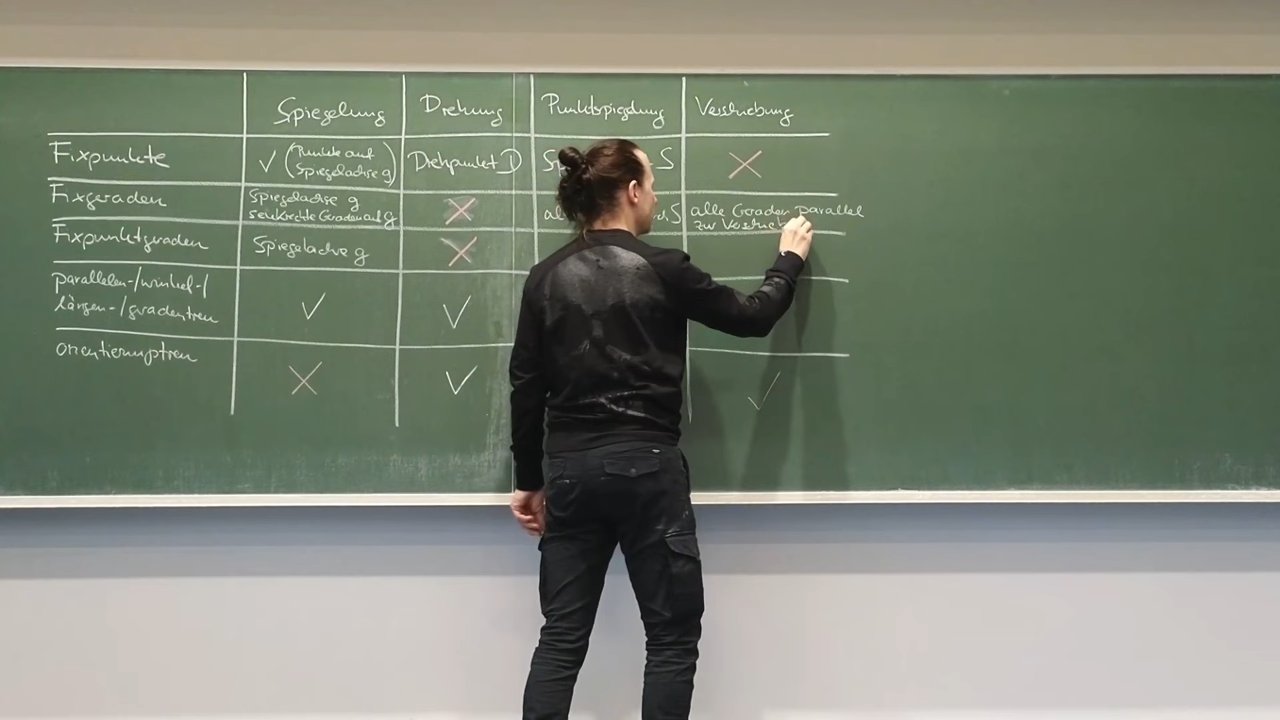 Spiegelung Drehung Punktspiegelung Verschiebung
Fixpunkte ✓ (Punkte auf Spiegelachse g) Drehpunkt D S ✗
Fixgeraden Spiegelachse g ✗ S alle Geraden parallel
senkrechte Geraden auf g zur
Fixpunktgeraden Spiegelachse g ✗
parallelen-/winkel-/
längen-/geradentreu ✓ ✓
orientierungstreu ✗ ✓ ✓